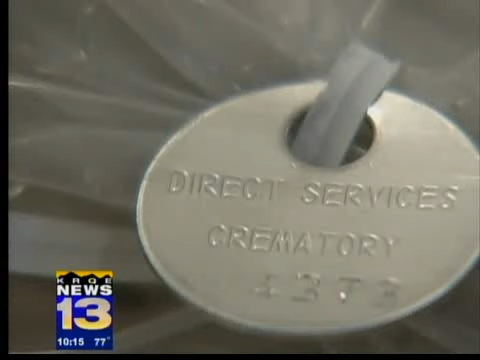 DIRECT SERVICES
CREMATORY
KRQE
NEWS
13
10:15 77°